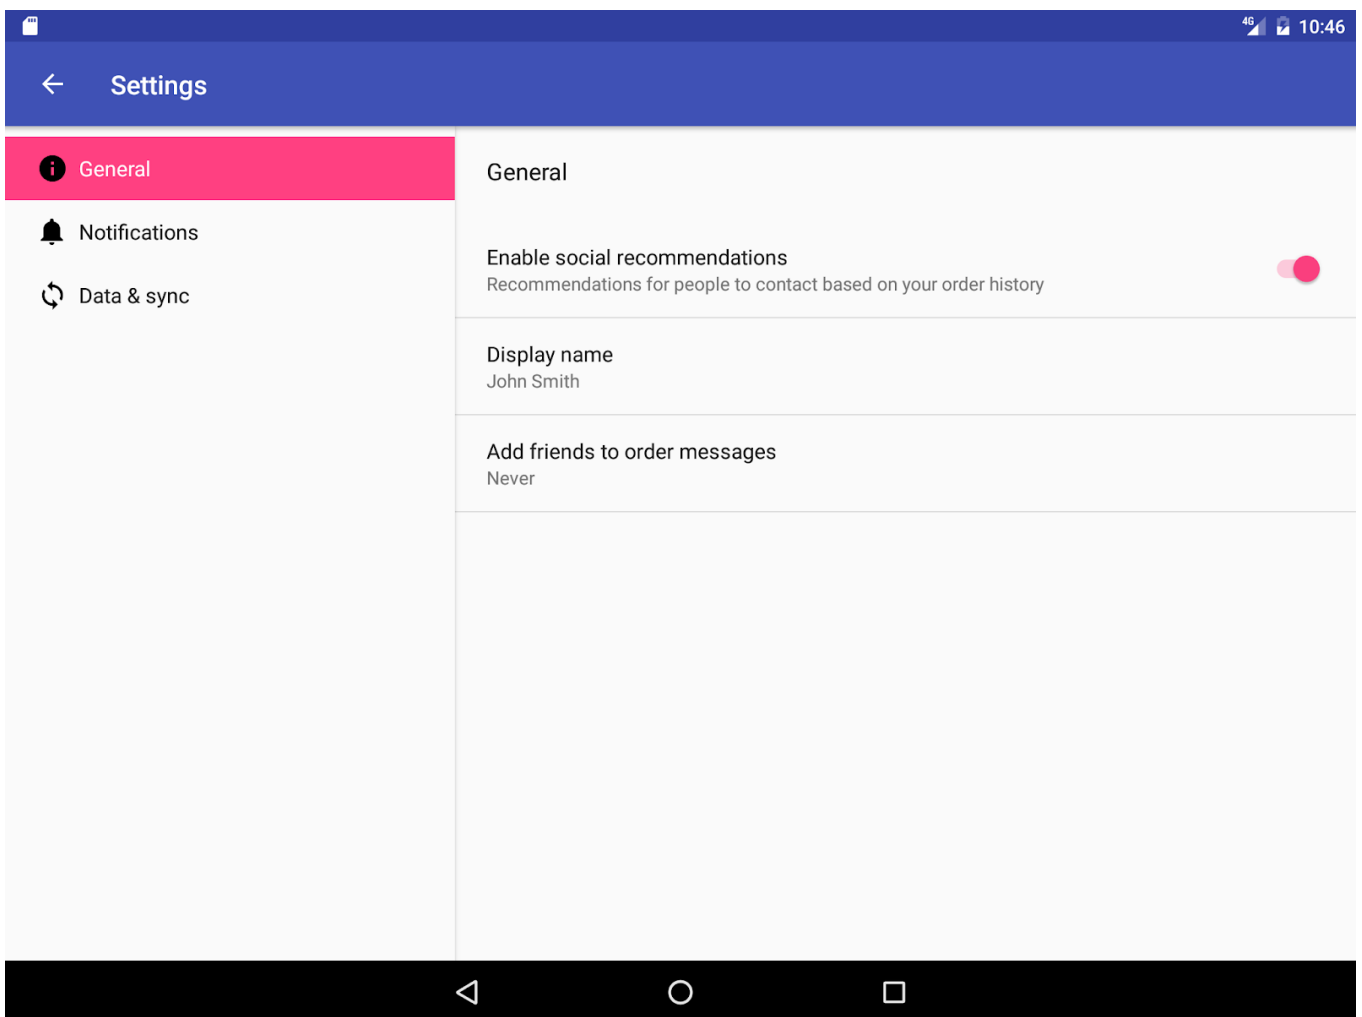 4G 10:46
Settings
General
Notifications
Data & sync
General
Enable social recommendations
Recommendations for people to contact based on your order history
Display name
John Smith
Add friends to order messages
Never